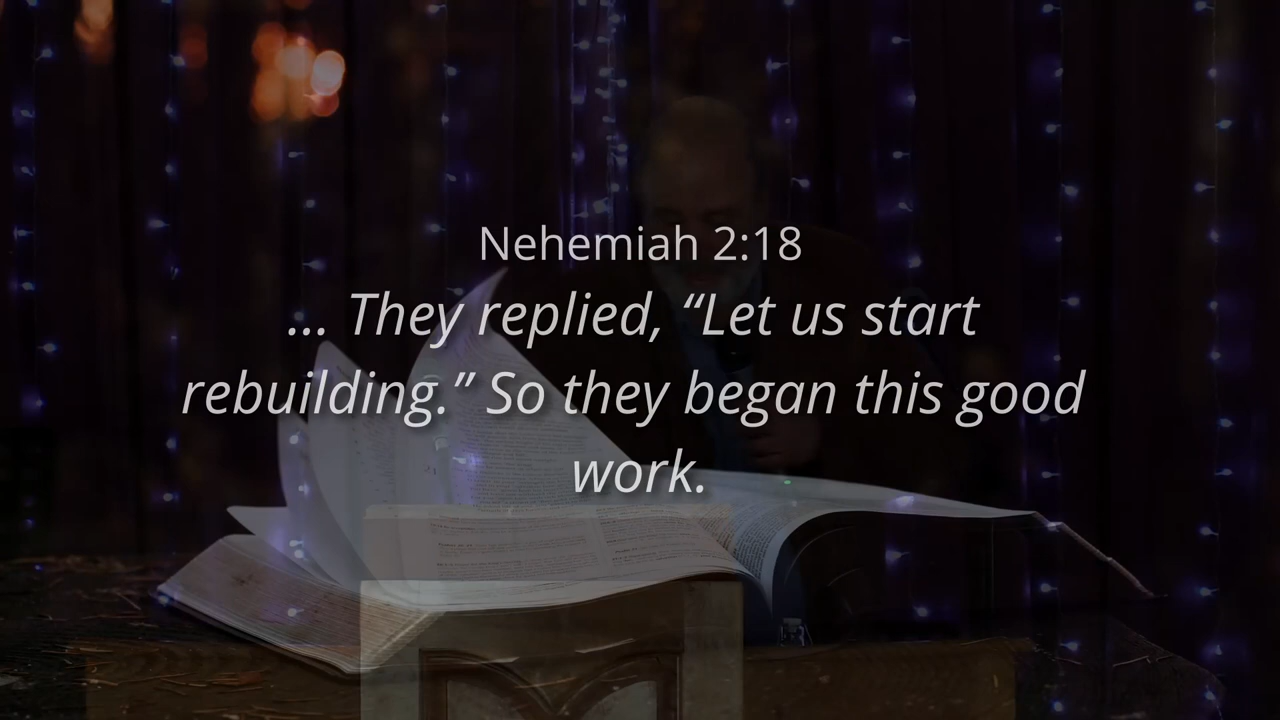 Nehemiah 2:18
... They replied, “Let us start
rebuilding.” So they began this good
work.